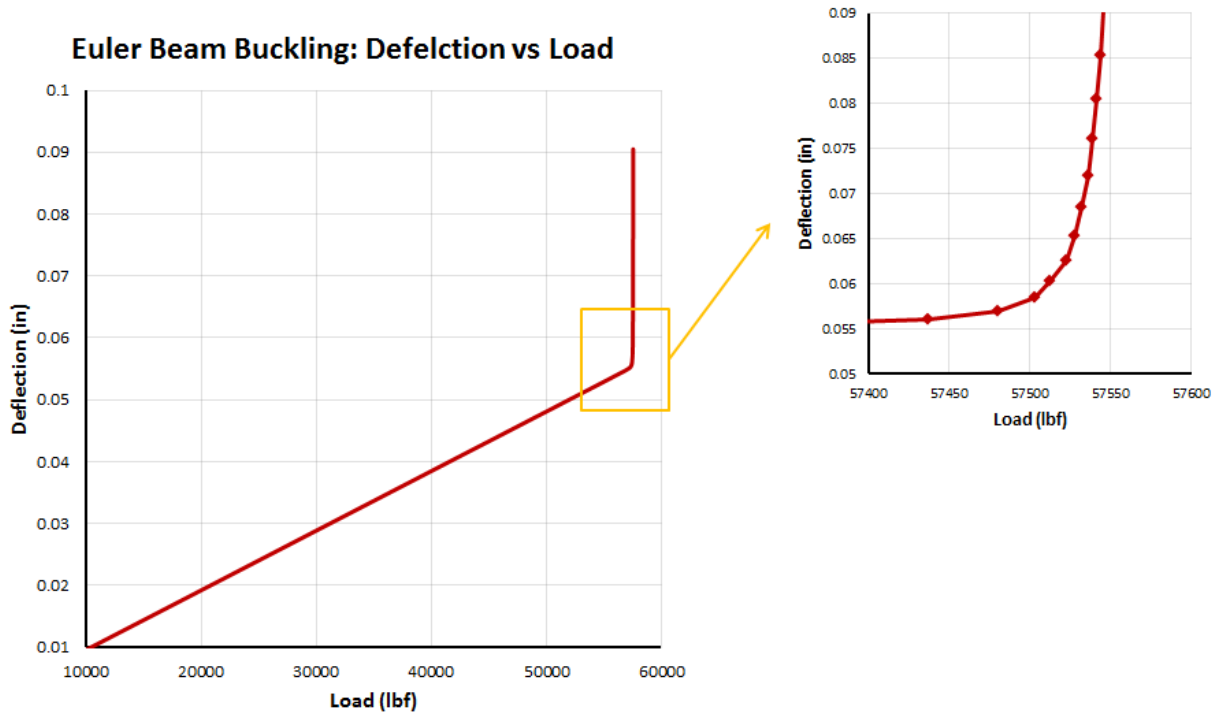 Euler Beam Buckling: Defelction vs Load
0.1
0.09
0.08
0.07
0.06
0.05
0.04
0.03
0.02
0.01
Deflection (in)
10000 20000 30000 40000 50000 60000
Load (lbf)
0.09
0.085
0.08
0.075
0.07
0.065
0.06
0.055
0.05
Deflection (in)
57400 57450 57500 57550 57600
Load (lbf)